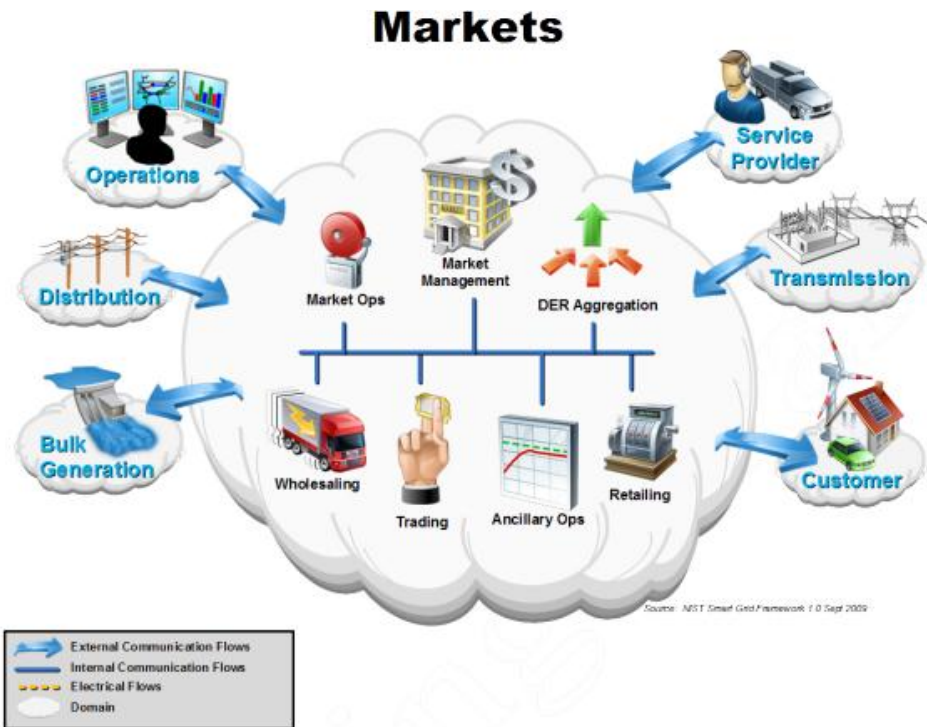 Markets
Operations
Service
Provider
Distribution
Transmission
Bulk
Generation
Customer
Market Ops
Market
Management
DER Aggregation
Wholesaling
Trading
Ancillary Ops
Retailing
Source: NIST Smart Grid Framework 1.0 Sept 2009
External Communication Flows
Internal Communication Flows
Electrical Flows
Domain